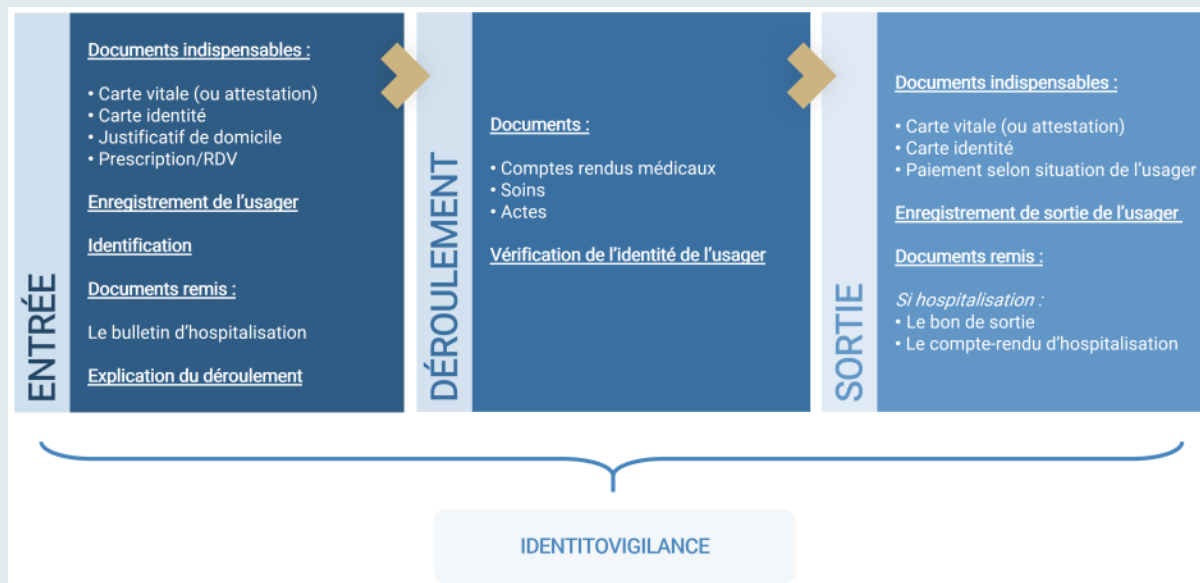 ENTRÉE
Documents indispensables :
• Carte vitale (ou attestation)
• Carte identité
• Justificatif de domicile
• Prescription/RDV
Enregistrement de l’usager
Identification
Documents remis :
Le bulletin d’hospitalisation
Explication du déroulement
DÉROULEMENT
Documents :
• Comptes rendus médicaux
• Soins
• Actes
Vérification de l’identité de l’usager
SORTIE
Documents indispensables :
• Carte vitale (ou attestation)
• Carte identité
• Paiement selon situation de l’usager
Enregistrement de sortie de l’usager
Documents remis :
Si hospitalisation :
• Le bon de sortie
• Le compte-rendu d’hospitalisation
IDENTITOVIGILANCE